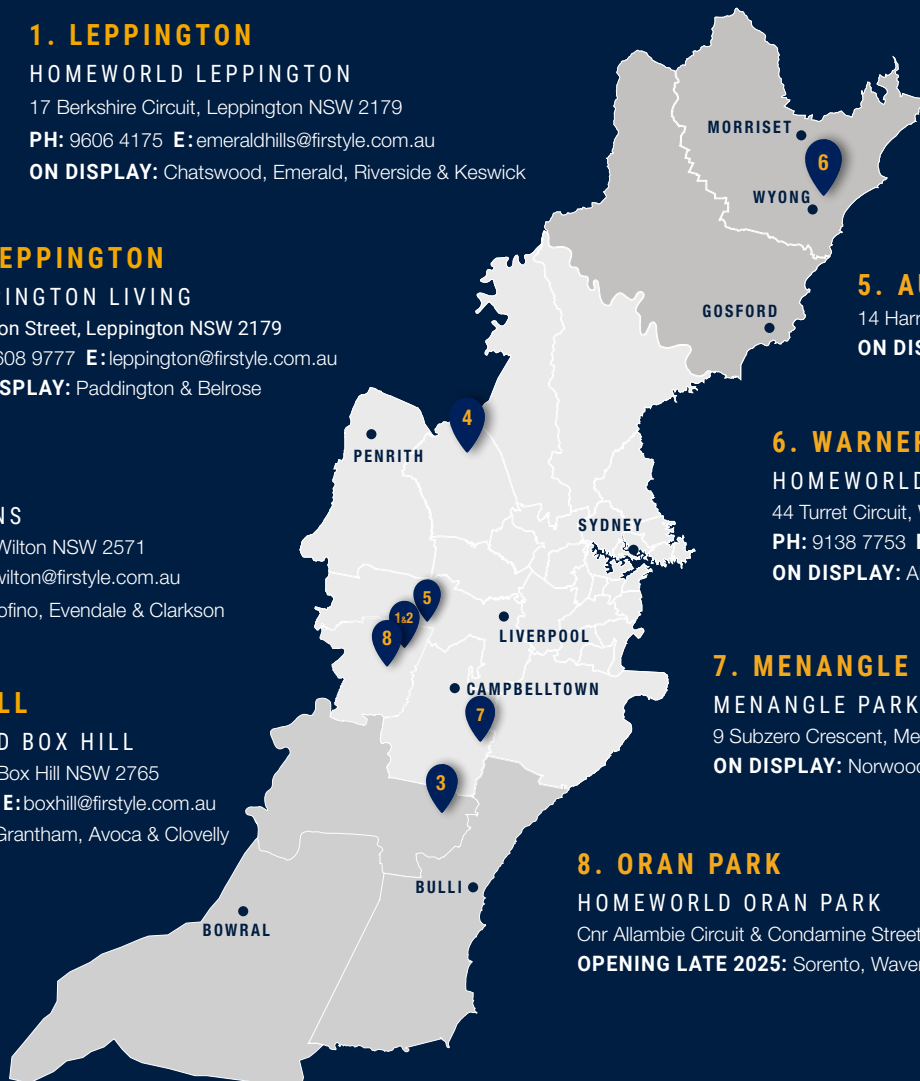 1. LEPPINGTON
HOMEWORLD LEPPINGTON
17 Berkshire Circuit, Leppington NSW 2179
PH: 9606 4175 E: emeraldhills@firstyle.com.au
ON DISPLAY: Chatswood, Emerald, Riverside & Keswick
EPPINGTON
PINGTON LIVING
on Street, Leppington NSW 2179
608 9777 E: leppington@firstyle.com.au
SPLAY: Paddington & Belrose
NS
Wilton NSW 2571
wilton@firstyle.com.au
ofino, Evendale & Clarkson
LL
D BOX HILL
Box Hill NSW 2765
E: boxhill@firstyle.com.au
Grantham, Avoca & Clovelly
MORRISET
6
WYONG
GOSFORD
4
PENRITH
SYDNEY
5
1&2
8
LIVERPOOL
CAMPBELLTOWN
7
3
BULLI
BOWRAL
5. AU
14 Harr
ON DIS
6. WARNER
HOMEWORLD
44 Turret Circuit, W
PH: 9138 7753
ON DISPLAY: A
7. MENANGLE
MENANGLE PARK
9 Subzero Crescent, Me
ON DISPLAY: Norwood
8. ORAN PARK
HOMEWORLD ORAN PARK
Cnr Allambie Circuit & Condamine Street
OPENING LATE 2025: Sorento, Waver